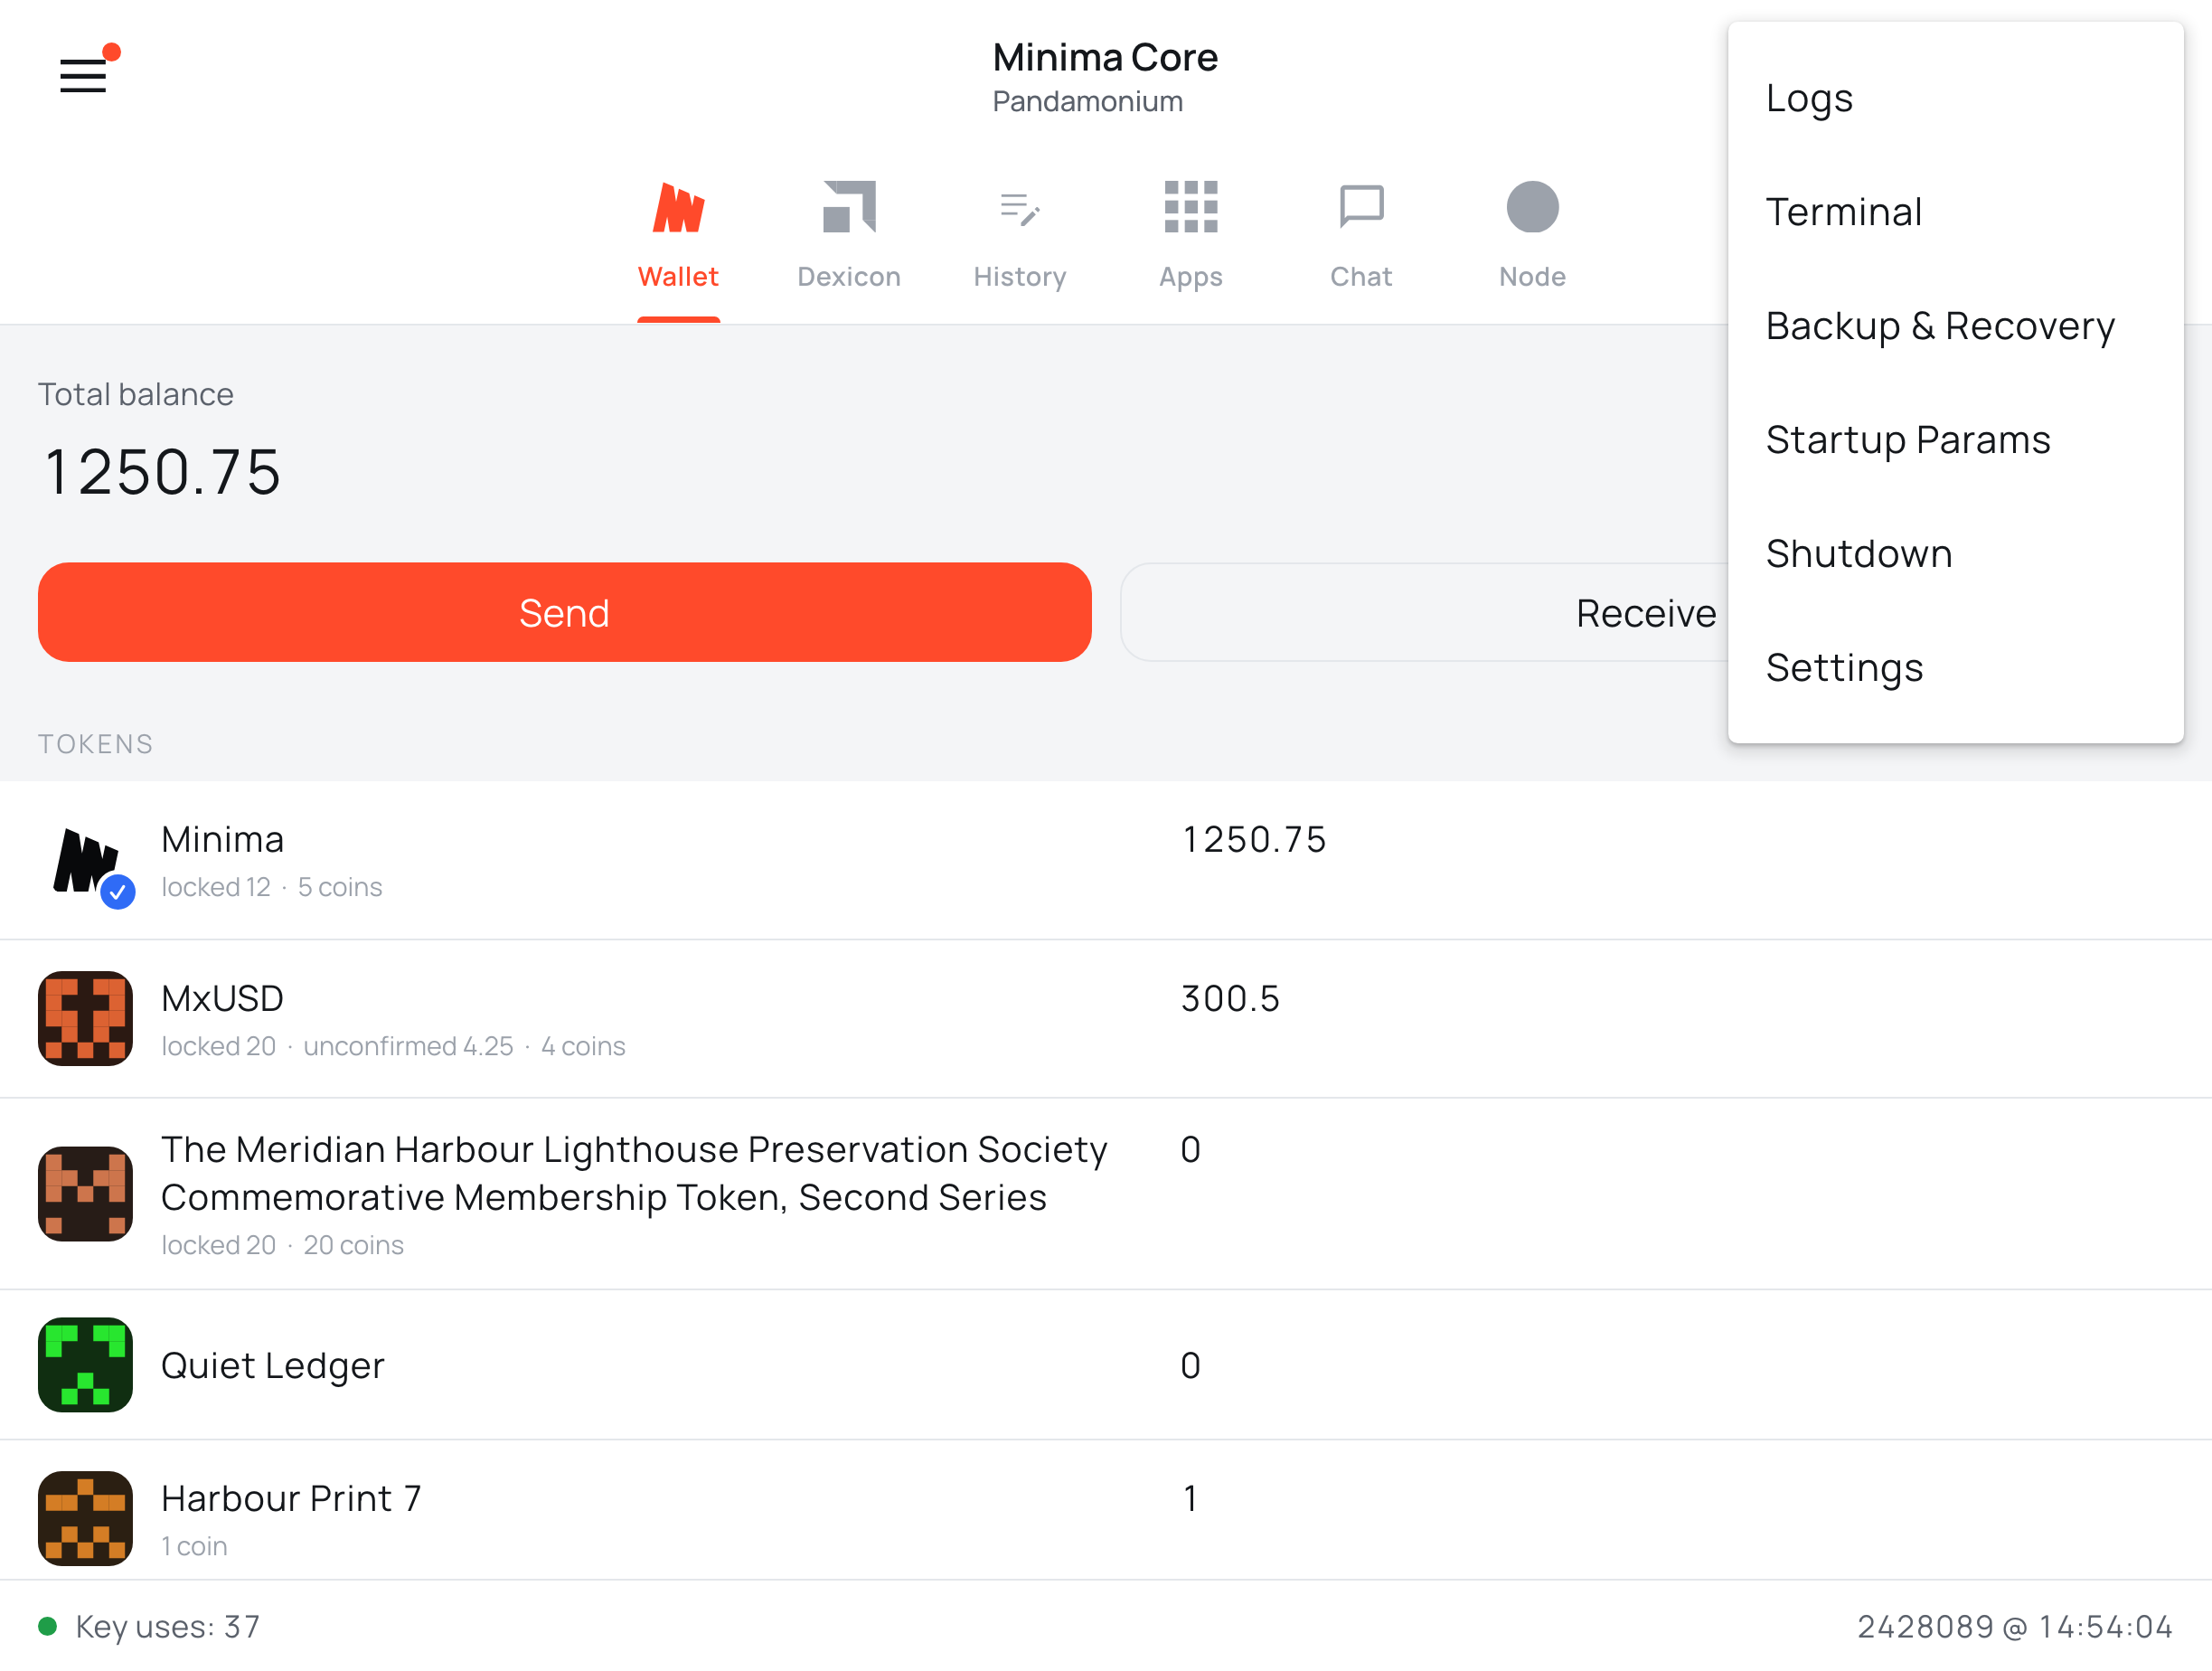 Minima Core
Pandamonium
Wallet
Dexicon
History
Apps
Chat
Node
Logs
Terminal
Backup & Recovery
Startup Params
Shutdown
Settings
Total balance
1250.75
Send
Receive
TOKENS
Minima
1250.75
locked 12 · 5 coins
MxUSD
300.5
locked 20 · unconfirmed 4.25 · 4 coins
The Meridian Harbour Lighthouse Preservation Society
0
Commemorative Membership Token, Second Series
locked 20 · 20 coins
Quiet Ledger
0
Harbour Print 7
1
1 coin
Key uses: 37
2428089 @ 14:54:04